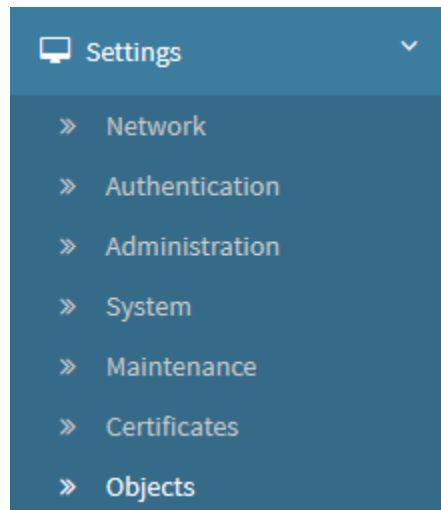 Settings
Network
Authentication
Administration
System
Maintenance
Certificates
Objects